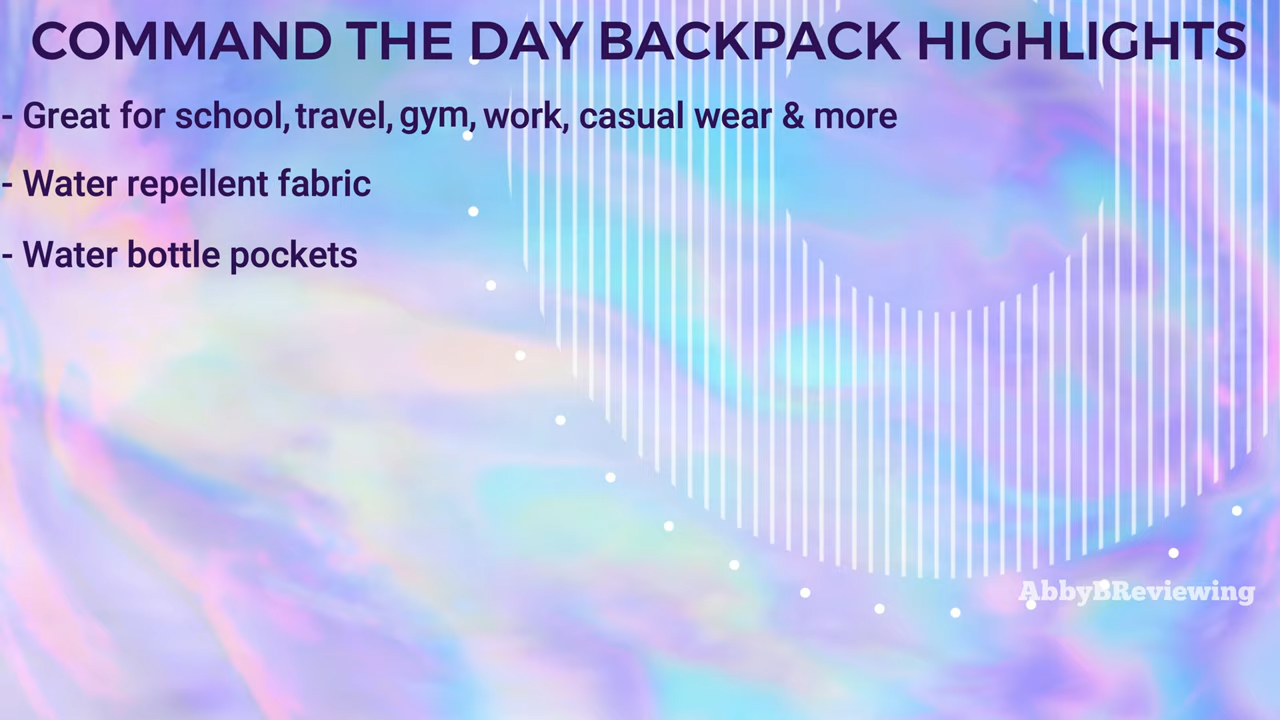 COMMAND THE DAY BACKPACK HIGHLIGHTS
- Great for school, travel, gym, work, casual wear & more
- Water repellent fabric
- Water bottle pockets
AbbyBReviewing